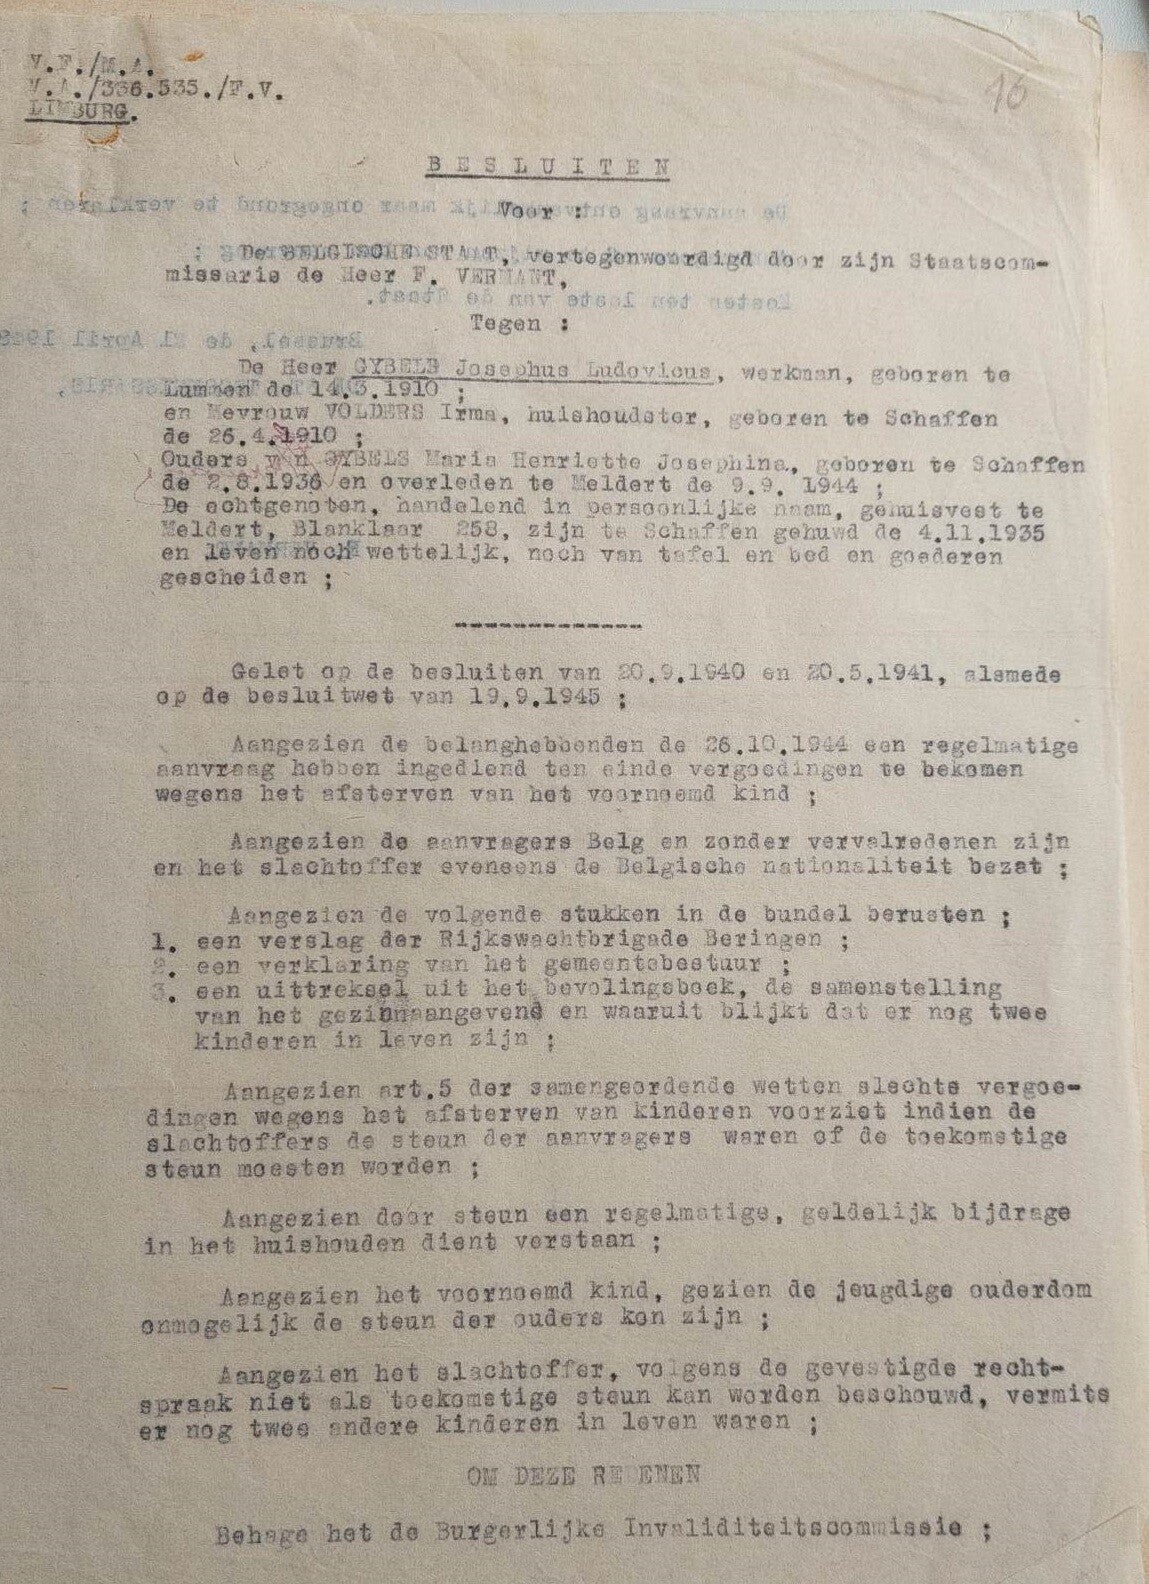 V.F./M.A.
V.A./336.535./F.V.
LIMBURG.
16
BESLUITEN
Voor :
De BELGISCHE STAAT, vertegenwoordigd door zijn Staatscom-
missaris de Heer F. VERHAET,
Tegen :
De Heer GYBELS Josephus Ludovicus, werkman, geboren te
Lummen de 14.3.1910 ;
en Mevrouw VOLDERS Irma, huishoudster, geboren te Schaffen
de 26.4.1910 ;
Ouders van GYBELS Maria Henriette Josephina, geboren te Schaffen
de 2.8.1936 en overleden te Meldert de 9.9. 1944 ;
De echtgenoten, handelend in persoonlijke naam, gehuisvest te
Meldert, Blanklaar 258, zijn te Schaffen gehuwd de 4.11.1935
en leven noch wettelijk, noch van tafel en bed en goederen
gescheiden ;
--------------
Gelet op de besluiten van 20.9.1940 en 20.5.1941, alsmede
op de besluitwet van 19.9.1945 ;
Aangezien de belanghebbenden de 26.10.1944 een regelmatige
aanvraag hebben ingediend ten einde vergoedingen te bekomen
wegens het afsterven van het voornoemd kind ;
Aangezien de aanvragers Belg en zonder vervalredenen zijn
en het slachtoffer eveneens de Belgische nationaliteit bezat ;
Aangezien de volgende stukken in de bundel berusten ;
1. een verslag der Rijkswachtbrigade Beringen ;
2. een verklaring van het gemeentebestuur ;
3. een uittreksel uit het bevolingsboek, de samenstelling
van het gezinnaangevend en waaruit blijkt dat er nog twee
kinderen in leven zijn ;
Aangezien art.5 der samengeordende wetten slechts vergoe-
dingen wegens het afsterven van kinderen voorziet indien de
slachtoffers de steun der aanvragers waren of de toekomstige
steun moesten worden ;
Aangezien door steun een regelmatige, geldelijk bijdrage
in het huishouden dient verstaan ;
Aangezien het voornoemd kind, gezien de jeugdige ouderdom
onmogelijk de steun der ouders kon zijn ;
Aangezien het slachtoffer, volgens de gevestigde recht-
spraak niet als toekomstige steun kan worden beschouwd, vermits
er nog twee andere kinderen in leven waren ;
OM DEZE REDENEN
Behage het de Burgerlijke Invaliditeitscommissie ;